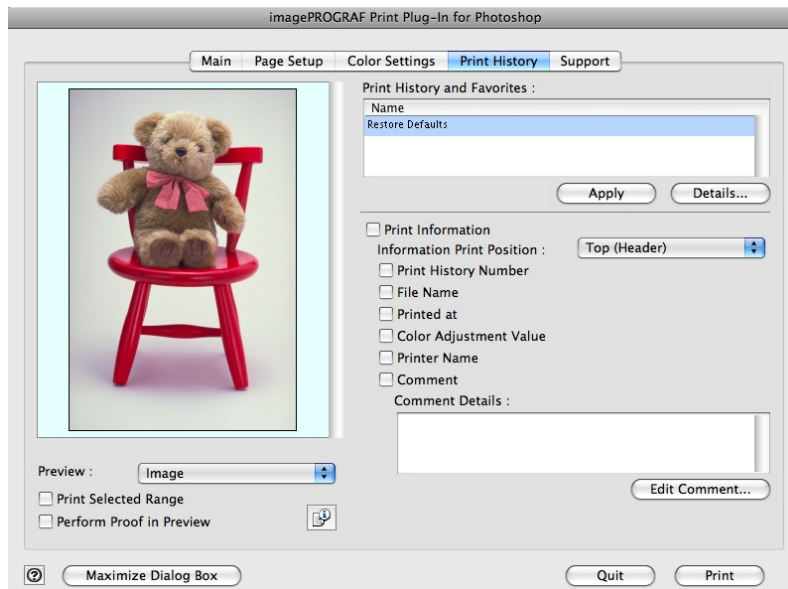 imagePROGRAF Print Plug-In for Photoshop
Main Page Setup Color Settings Print History Support
Print History and Favorites :
Name
Restore Defaults
Apply Details...
Print Information
Information Print Position : Top (Header)
Print History Number
File Name
Printed at
Color Adjustment Value
Printer Name
Comment
Comment Details :
Edit Comment...
Preview : Image
Print Selected Range
Perform Proof in Preview
? Maximize Dialog Box Quit Print